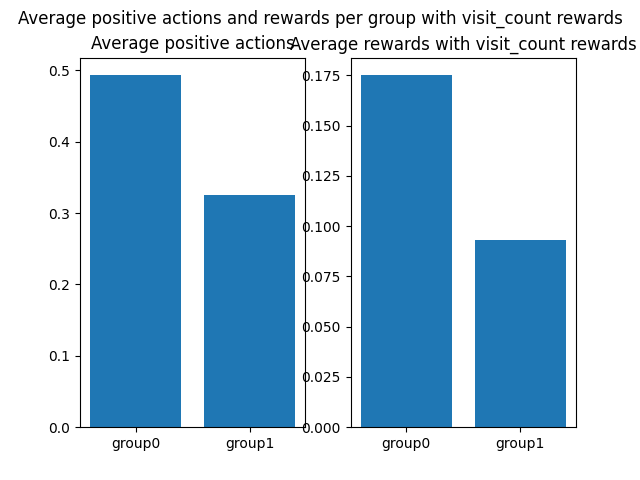 Average positive actions and rewards per group with visit_count rewards
Average positive actions
0.5
0.4
0.3
0.2
0.1
0.0
group0 group1
Average rewards with visit_count rewards
0.175
0.150
0.125
0.100
0.075
0.050
0.025
0.000
group0 group1